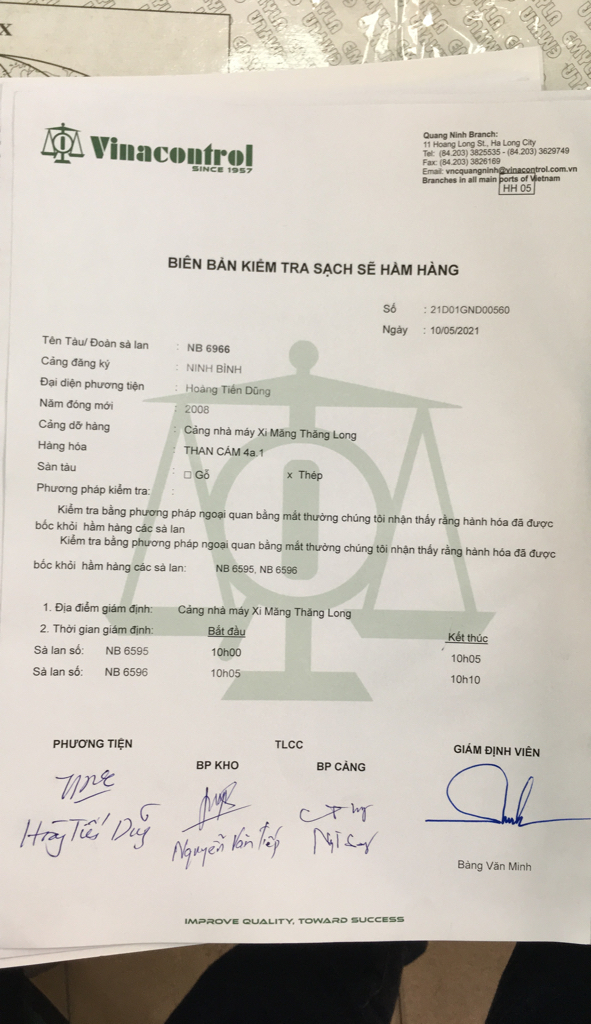 X
Vinacontrol
SINCE 1957
Quang Ninh Branch:
11 Hoang Long St., Ha Long City
Tel: (84.203) 3825535 - (84.203) 3629749
Fax: (84.203) 3826169
Email: vncquangninh@vinacontrol.com.vn
Branches in all main ports of Vietnam
HH 05
BIÊN BẢN KIỂM TRA SẠCH SẼ HẦM HÀNG
Số : 21D01GND00560
Ngày : 10/05/2021
Tên Tàu/ Đoàn sà lan : NB 6966
Cảng đăng ký : NINH BÌNH
Đại diện phương tiện : Hoàng Tiến Dũng
Năm đóng mới : 2008
Cảng dỡ hàng : Cảng nhà máy Xi Măng Thăng Long
Hàng hóa : THAN CÁM 4a.1
Sàn tàu : □ Gỗ x Thép
Phương pháp kiểm tra: :
Kiểm tra bằng phương pháp ngoại quan bằng mắt thường chúng tôi nhận thấy rằng hành hóa đã được
bốc khỏi hầm hàng các sà lan
Kiểm tra bằng phương pháp ngoại quan bằng mắt thường chúng tôi nhận thấy rằng hành hóa đã được
bốc khỏi hầm hàng các sà lan: NB 6595, NB 6596
1. Địa điểm giám định: Cảng nhà máy Xi Măng Thăng Long
2. Thời gian giám định: Bắt đầu Kết thúc
Sà lan số: NB 6595 10h00 10h05
Sà lan số: NB 6596 10h05 10h10
PHƯƠNG TIỆN TLCC GIÁM ĐỊNH VIÊN
BP KHO BP CẢNG
Hoàng Tiến Dũng
Nguyễn Văn Tiếp
Bàng Văn Minh
IMPROVE QUALITY, TOWARD SUCCESS